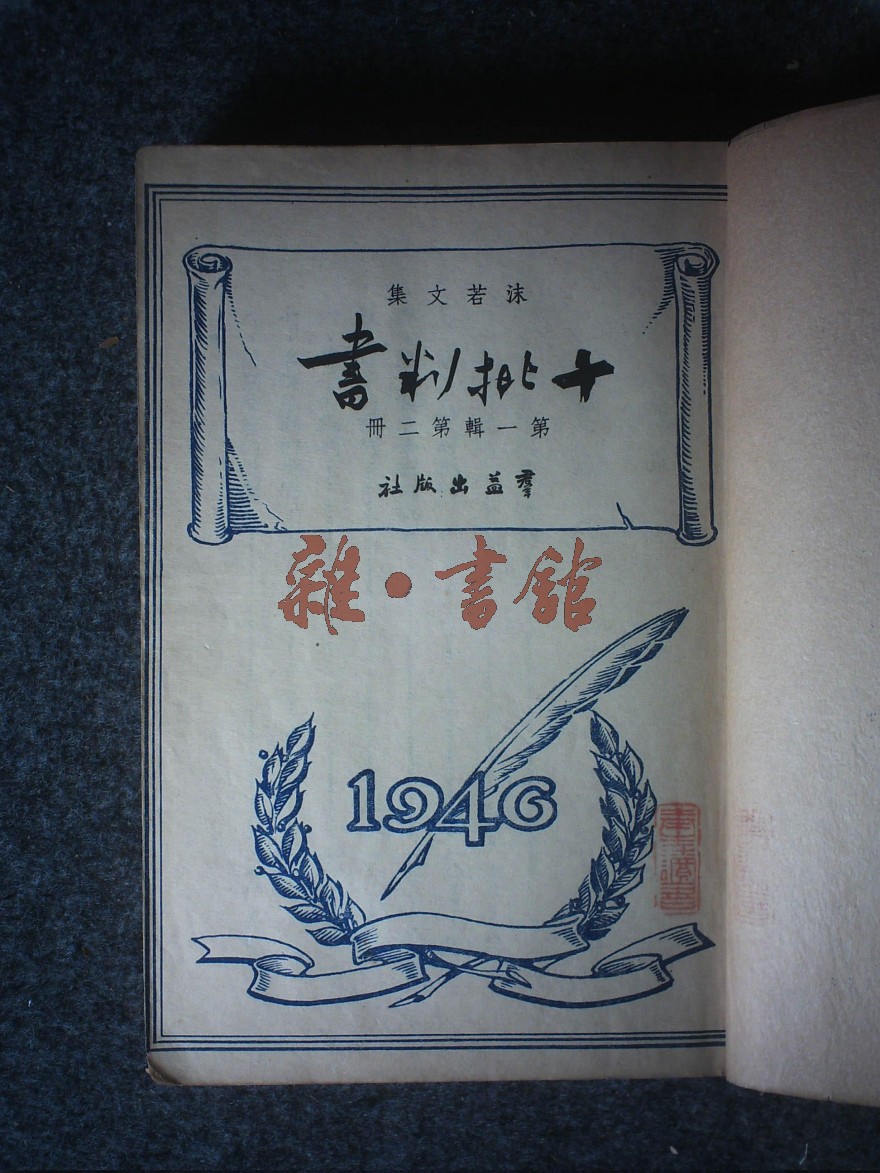 沫若文集
十批判書
第一輯第二冊
羣益出版社
雜•書館
1946